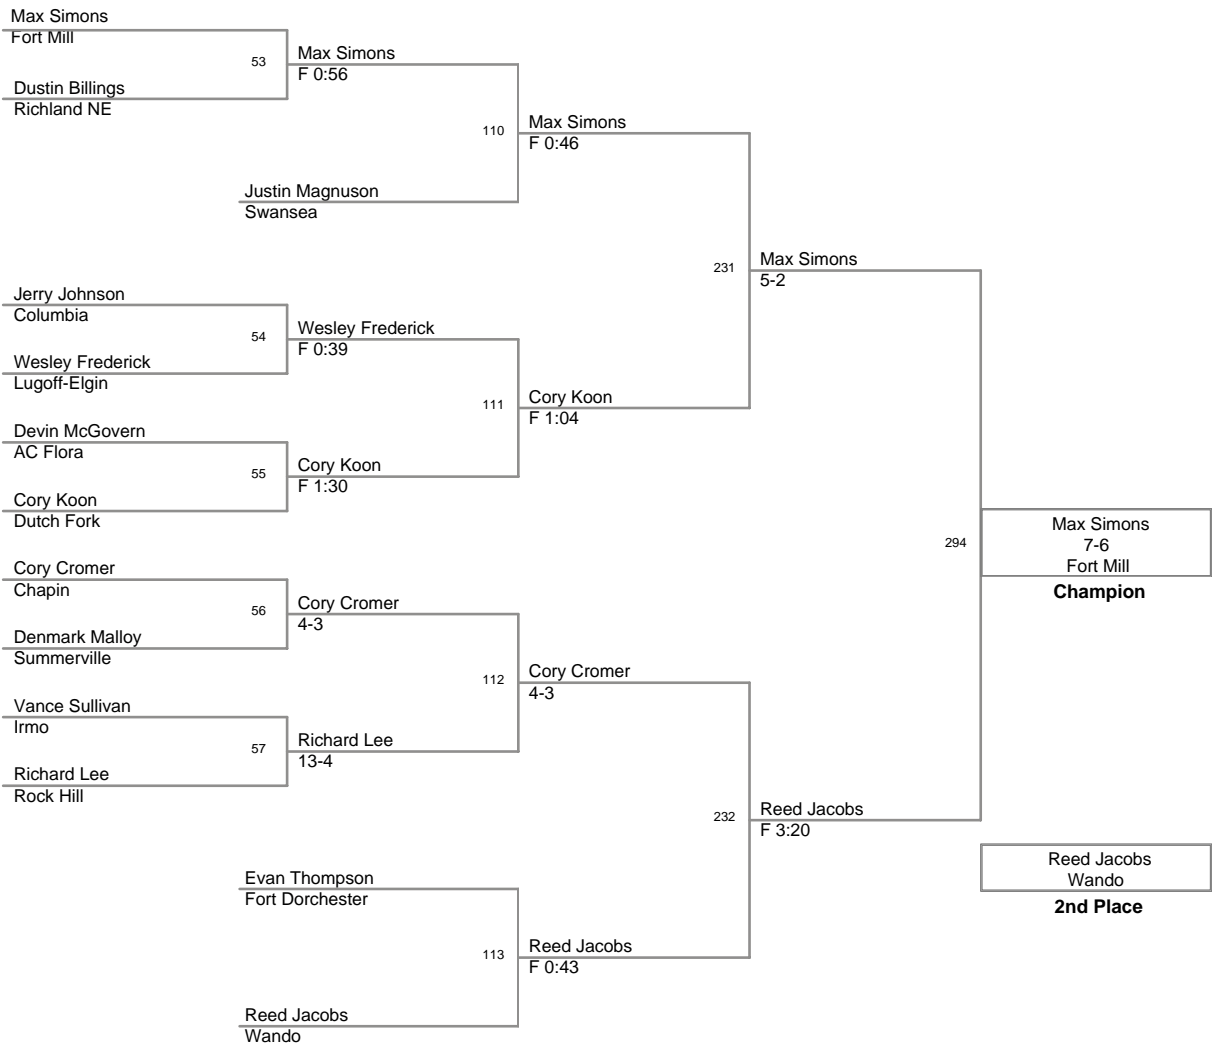 Max Simons
Fort Mill
53
Max Simons
F 0:56
Dustin Billings
Richland NE
110
Max Simons
F 0:46
Justin Magnuson
Swansea
231
Max Simons
5-2
Jerry Johnson
Columbia
54
Wesley Frederick
F 0:39
Wesley Frederick
Lugoff-Elgin
111
Cory Koon
F 1:04
Devin McGovern
AC Flora
55
Cory Koon
F 1:30
Cory Koon
Dutch Fork
294
Max Simons
7-6
Fort Mill
Champion
Cory Cromer
Chapin
56
Cory Cromer
4-3
Denmark Malloy
Summerville
112
Cory Cromer
4-3
Vance Sullivan
Irmo
57
Richard Lee
13-4
Richard Lee
Rock Hill
232
Reed Jacobs
F 3:20
Reed Jacobs
Wando
2nd Place
Evan Thompson
Fort Dorchester
113
Reed Jacobs
F 0:43
Reed Jacobs
Wando